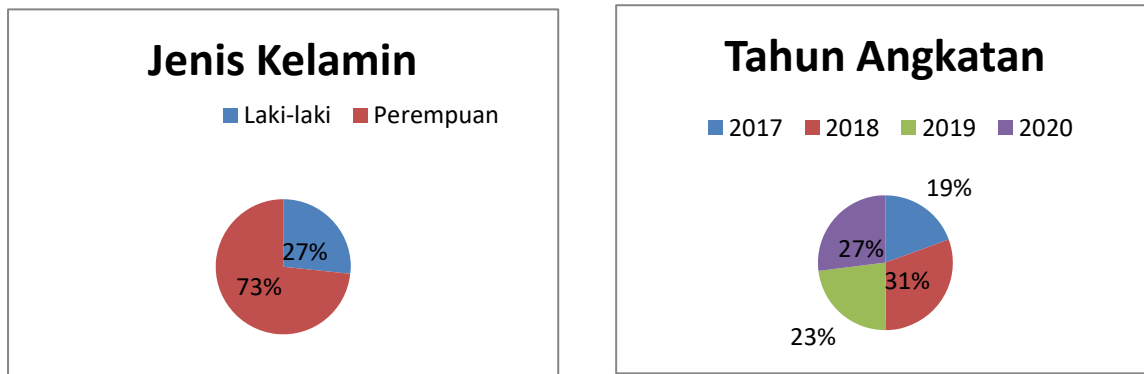 Jenis Kelamin
Laki-laki Perempuan
27%
73%
Tahun Angkatan
2017 2018 2019 2020
19%
27%
31%
23%